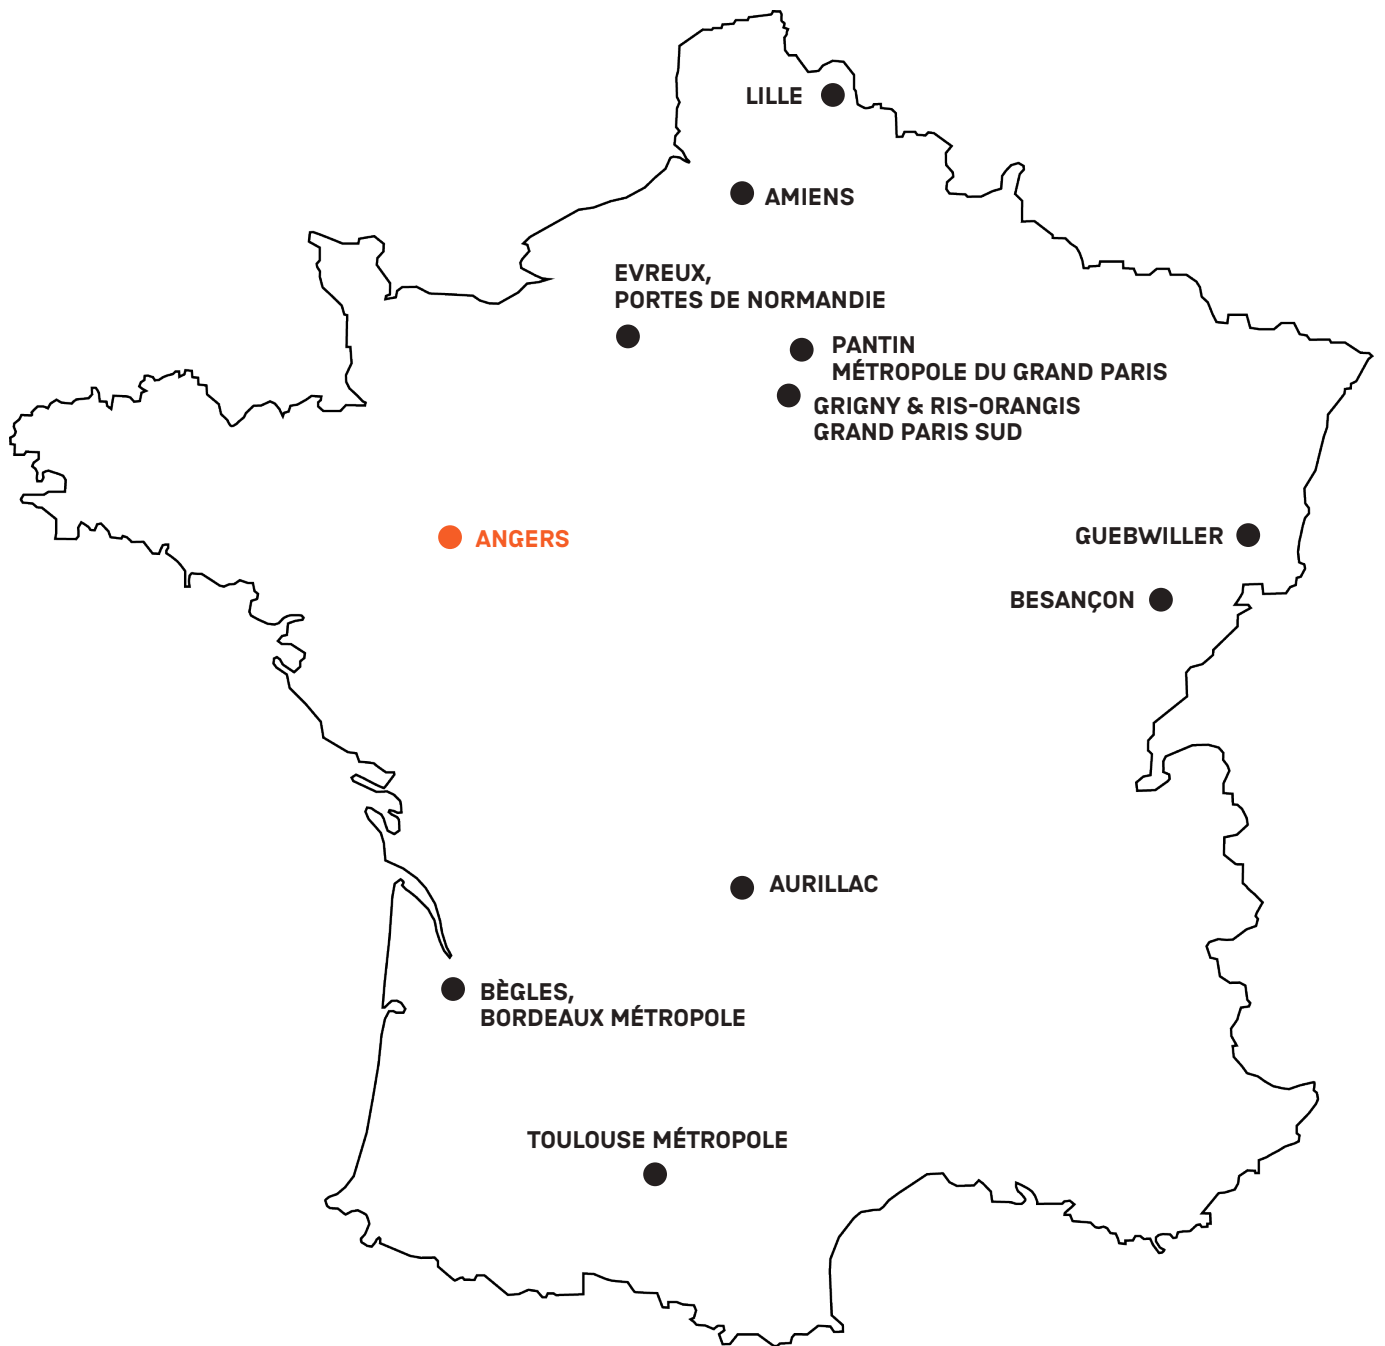 LILLE
AMIENS
EVREUX,
PORTES DE NORMANDIE
PANTIN
MÉTROPOLE DU GRAND PARIS
GRIGNY & RIS-ORANGIS
GRAND PARIS SUD
ANGERS
GUEBWILLER
BESANÇON
AURILLAC
BÈGLES,
BORDEAUX MÉTROPOLE
TOULOUSE MÉTROPOLE